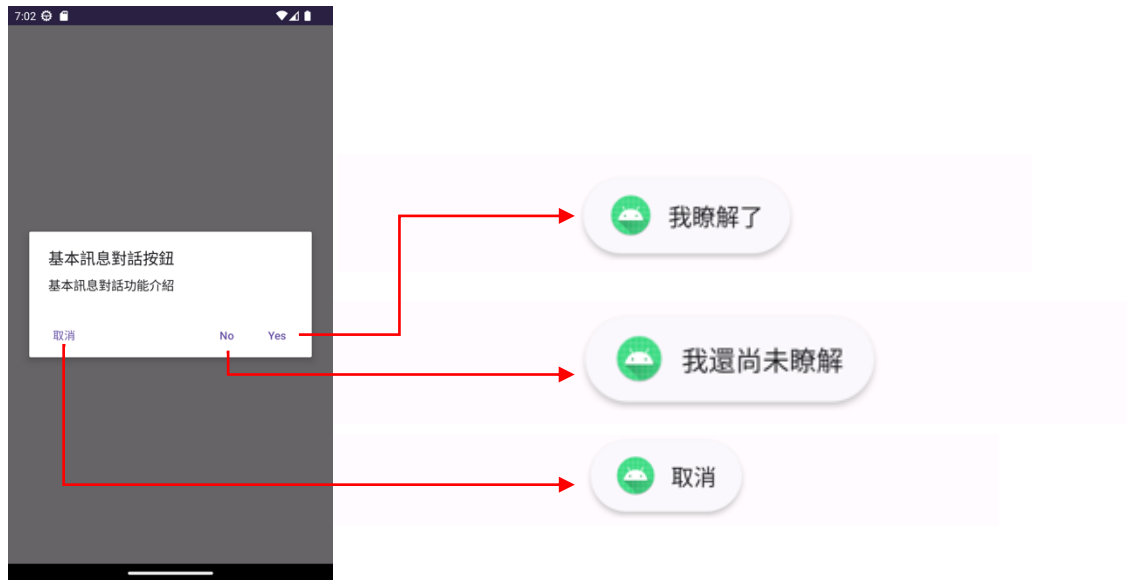 7:02
我瞭解了
基本訊息對話按鈕
基本訊息對話功能介紹
取消 No Yes
我還尚未瞭解
取消